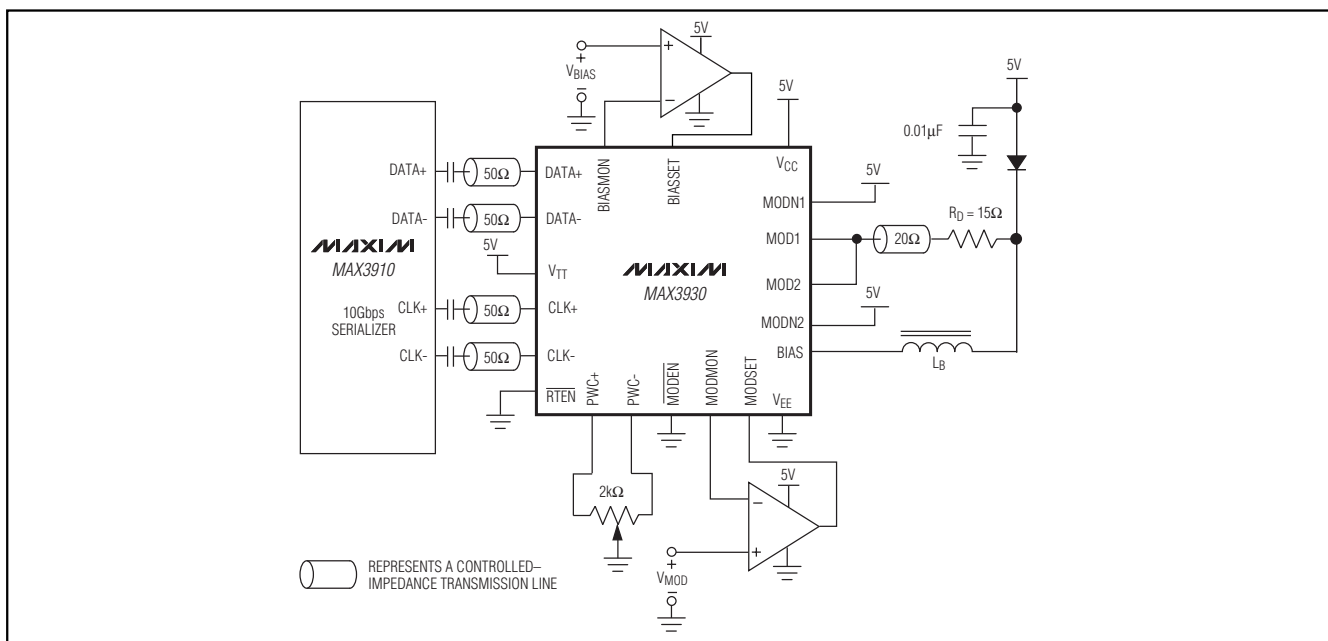 5V
+
V_BIAS
−
+
−
5V
5V
0.01μF
DATA+
50Ω
DATA+
BIASMON
BIASSET
V_CC
MODN1
5V
DATA-
50Ω
DATA-
R_D = 15Ω
MOD1
20Ω
MAXIM
MAX3910
5V
V_TT
MAXIM
MAX3930
MOD2
10Gbps
SERIALIZER
CLK+
50Ω
CLK+
5V
MODN2
CLK-
50Ω
CLK-
BIAS
L_B
RTEN
PWC+
PWC-
MODEN
MODMON
MODSET
V_EE
2kΩ
5V
−
+
+
V_MOD
−
REPRESENTS A CONTROLLED–
IMPEDANCE TRANSMISSION LINE